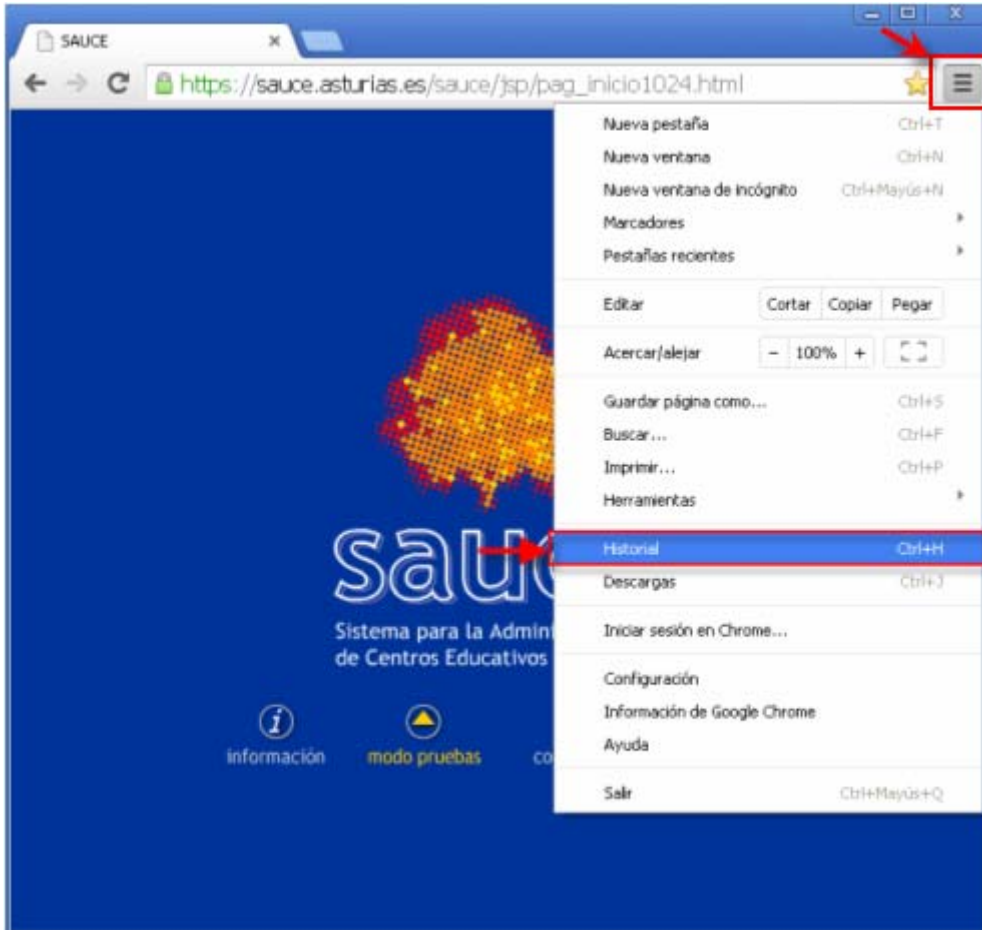 SAUCE
https://sauce.asturias.es/sauce/jsp/pag_inicio1024.html
Nueva pestaña Ctrl+T
Nueva ventana Ctrl+N
Nueva ventana de incógnito Ctrl+Mayús+N
Marcadores
Pestañas recientes
Editar Cortar Copiar Pegar
Acercar/alejar - 100% +
Guardar página como... Ctrl+S
Buscar... Ctrl+F
Imprimir... Ctrl+P
Herramientas
Historial Ctrl+H
Descargas Ctrl+J
Iniciar sesión en Chrome...
Configuración
Información de Google Chrome
Ayuda
Salir Ctrl+Mayús+Q
sauc
Sistema para la Admin
de Centros Educativos
información modo pruebas co